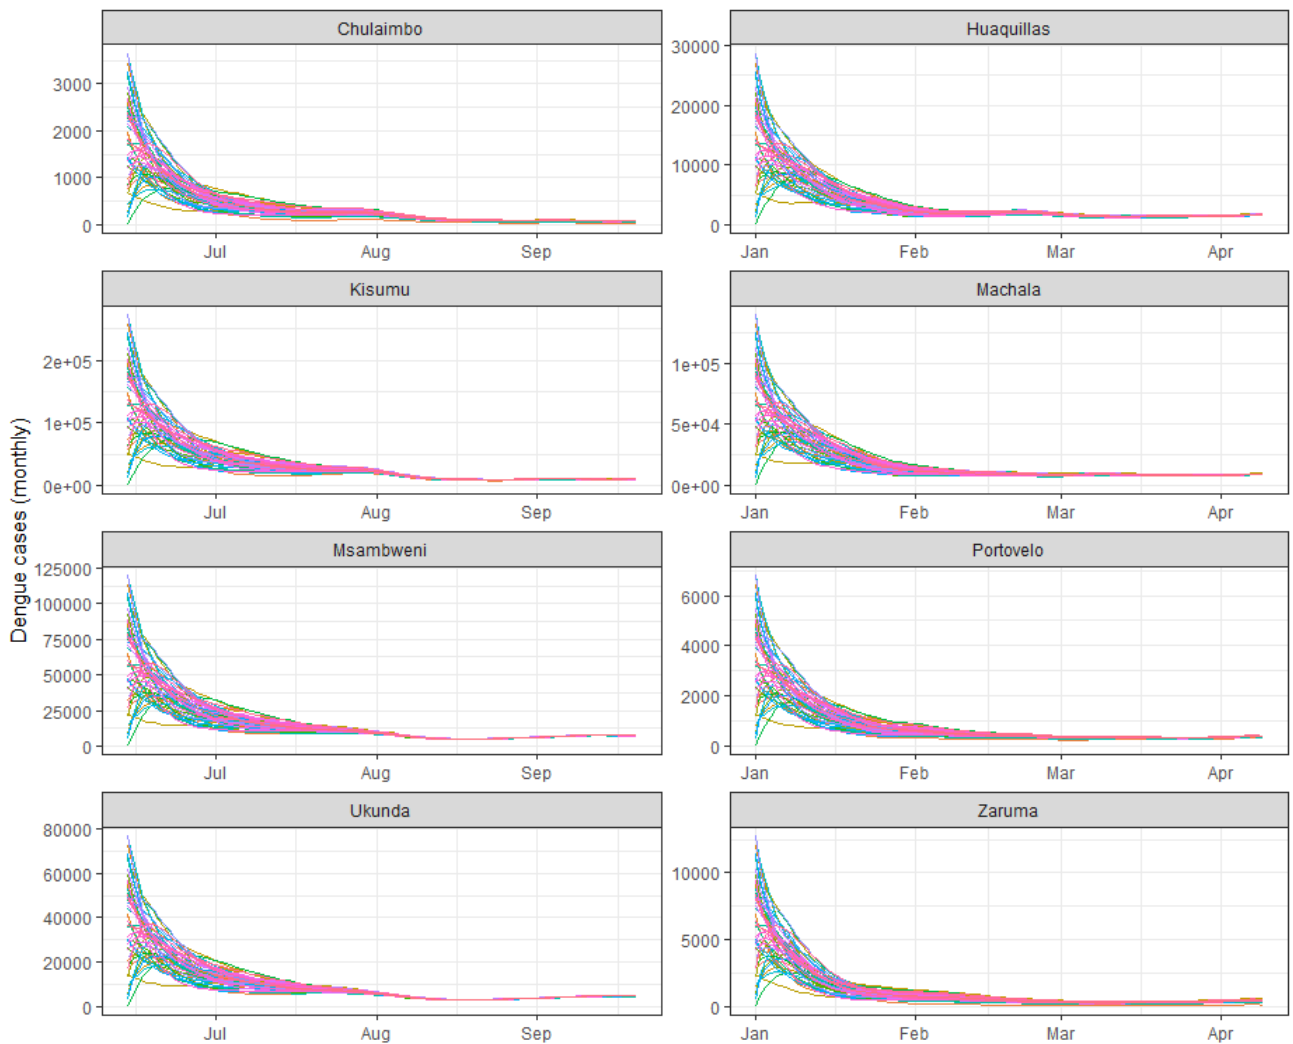 Dengue cases (monthly)
Chulaimbo
3000
2000
1000
0
Jul Aug Sep
Huaquillas
30000
20000
10000
0
Jan Feb Mar Apr
Kisumu
2e+05
1e+05
0e+00
Jul Aug Sep
Machala
1e+05
5e+04
0e+00
Jan Feb Mar Apr
Msambweni
125000
100000
75000
50000
25000
0
Jul Aug Sep
Portovelo
6000
4000
2000
0
Jan Feb Mar Apr
Ukunda
80000
60000
40000
20000
0
Jul Aug Sep
Zaruma
10000
5000
0
Jan Feb Mar Apr